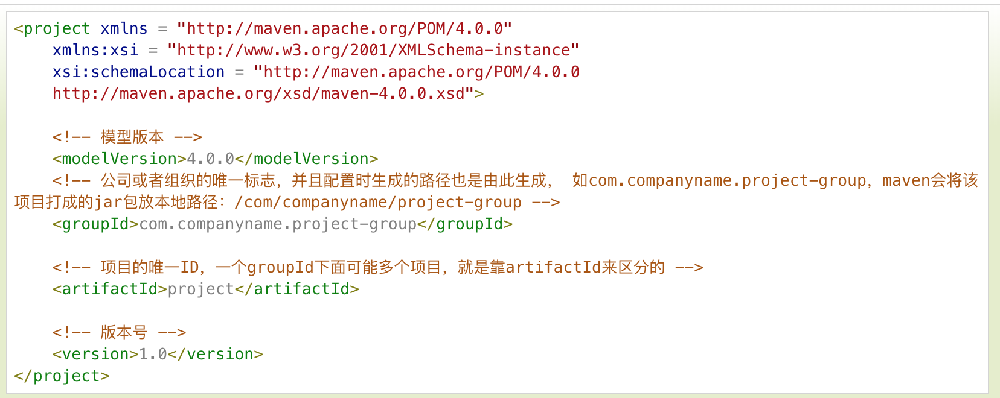 <project xmlns = "http://maven.apache.org/POM/4.0.0"
    xmlns:xsi = "http://www.w3.org/2001/XMLSchema-instance"
    xsi:schemaLocation = "http://maven.apache.org/POM/4.0.0
    http://maven.apache.org/xsd/maven-4.0.0.xsd">
    <!-- 模型版本 -->
    <modelVersion>4.0.0</modelVersion>
    <!-- 公司或者组织的唯一标志，并且配置时生成的路径也是由此生成， 如com.companyname.project-group，maven会将该
项目打成的jar包放本地路径：/com/companyname/project-group -->
    <groupId>com.companyname.project-group</groupId>
    <!-- 项目的唯一ID，一个groupId下面可能多个项目，就是靠artifactId来区分的 -->
    <artifactId>project</artifactId>
    <!-- 版本号 -->
    <version>1.0</version>
</project>